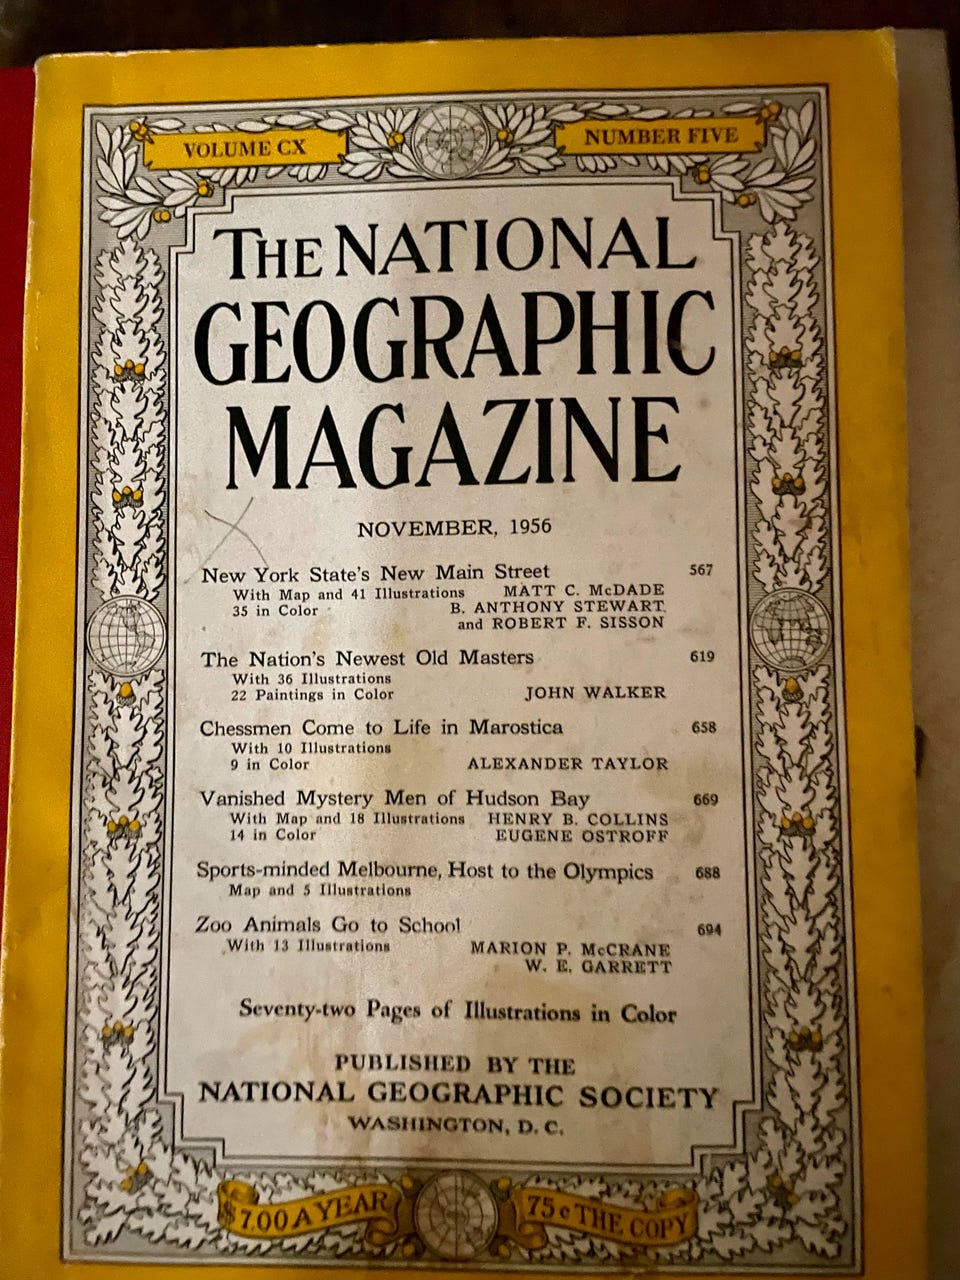 VOLUME CX
NUMBER FIVE
THE NATIONAL
GEOGRAPHIC
MAGAZINE
NOVEMBER, 1956
New York State's New Main Street 567
With Map and 41 Illustrations MATT C. McDADE
35 in Color B. ANTHONY STEWART
and ROBERT F. SISSON
The Nation's Newest Old Masters 619
With 36 Illustrations
22 Paintings in Color JOHN WALKER
Chessmen Come to Life in Marostica 658
With 10 Illustrations
9 in Color ALEXANDER TAYLOR
Vanished Mystery Men of Hudson Bay 669
With Map and 18 Illustrations HENRY B. COLLINS
14 in Color EUGENE OSTROFF
Sports-minded Melbourne, Host to the Olympics 688
Map and 5 Illustrations
Zoo Animals Go to School 694
With 13 Illustrations MARION P. McCRANE
W. E. GARRETT
Seventy-two Pages of Illustrations in Color
PUBLISHED BY THE
NATIONAL GEOGRAPHIC SOCIETY
WASHINGTON, D. C.
$7.00 A YEAR
75¢ THE COPY